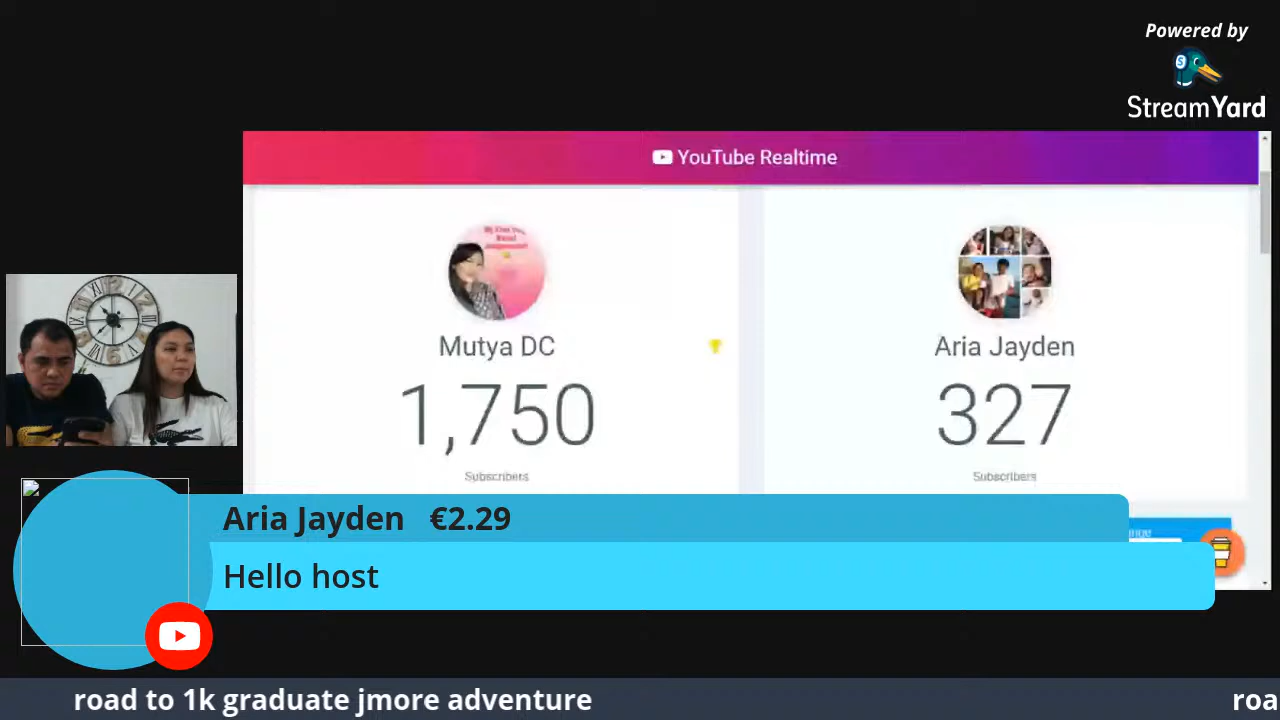 Powered by
StreamYard
YouTube Realtime
Mutya DC
1,750
Subscribers
Aria Jayden
327
Subscribers
Aria Jayden €2.29
Hello host
road to 1k graduate jmore adventure
roa